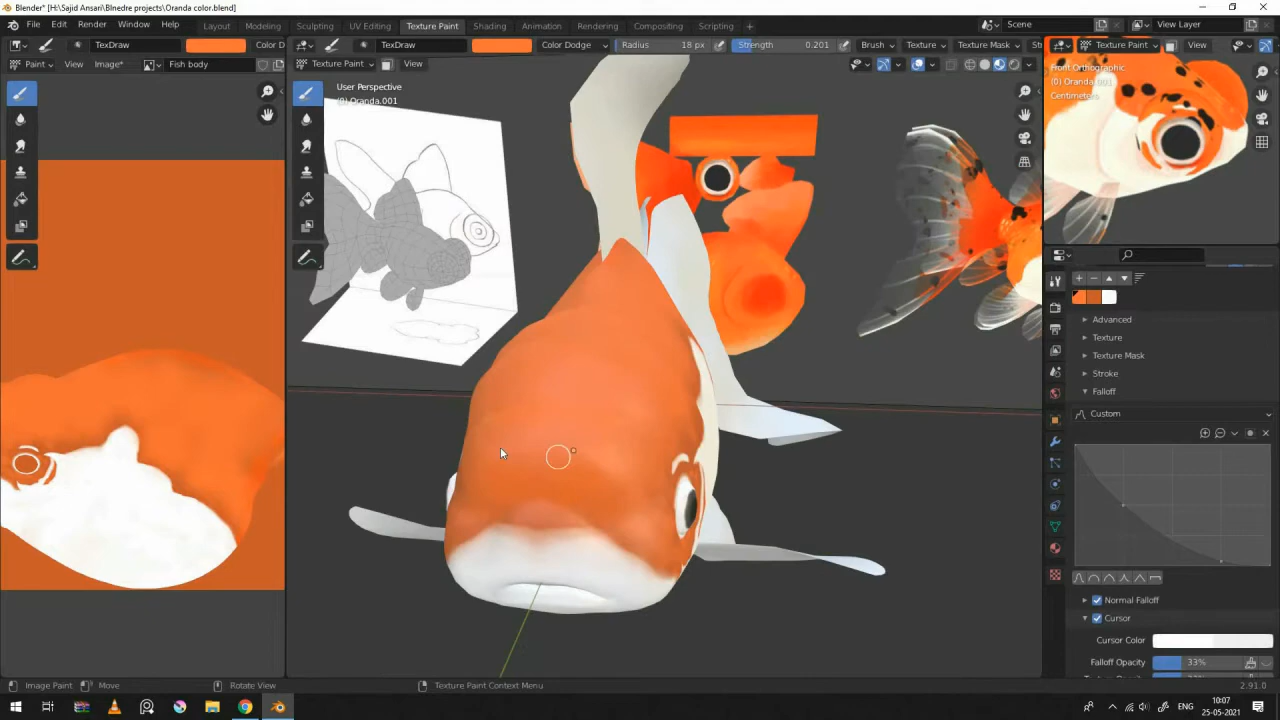 Blender* [H:\Sajid Ansari\Blnedre projects\Oranda color.blend]
File Edit Render Window Help Layout Modeling Sculpting UV Editing Texture Paint Shading Animation Rendering Compositing Scripting Scene View Layer
TexDraw Color D TexDraw Color Dodge Radius 18 px Strength 0.201 Brush Texture Texture Mask Texture Paint View
Paint View Image* Fish body Texture Paint View
User Perspective
(0) Oranda.001
Front Orthographic
(0) Oranda.001
Centimeters
Advanced
Texture
Texture Mask
Stroke
Falloff
Custom
Normal Falloff
Cursor
Cursor Color
Falloff Opacity 33%
Image Paint Move Rotate View Texture Paint Context Menu 2.91.0
ENG 10:07
25-05-2021